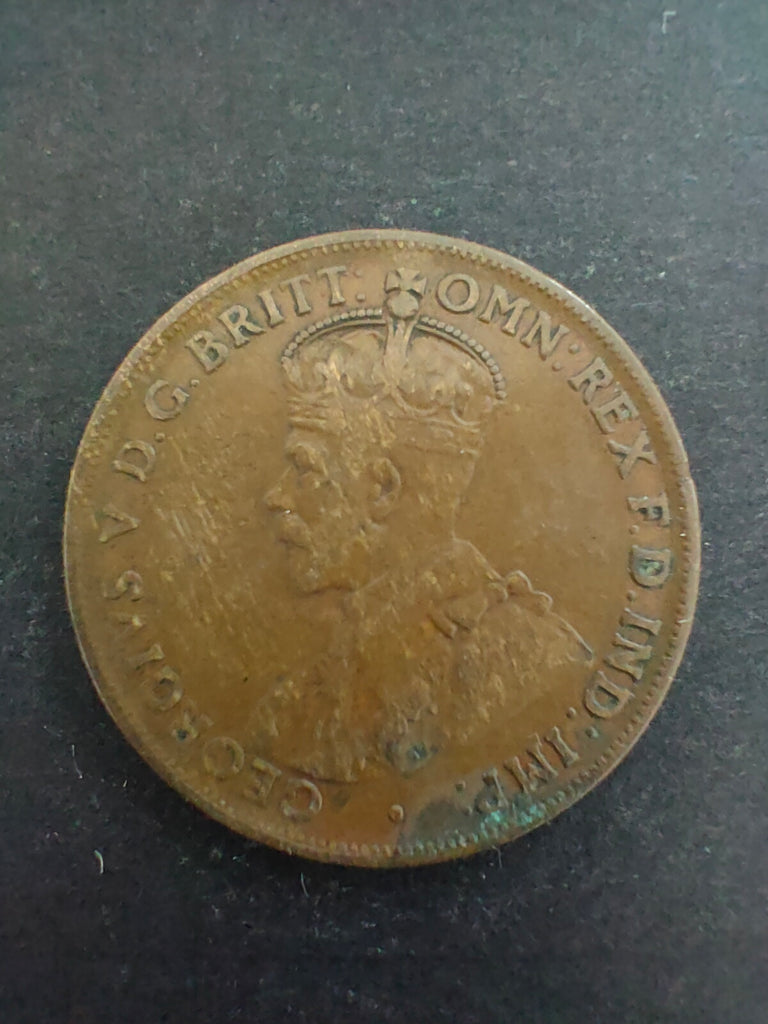 GEORGIVS V D.G. BRITT: OMN: REX F.D. IND: IMP.